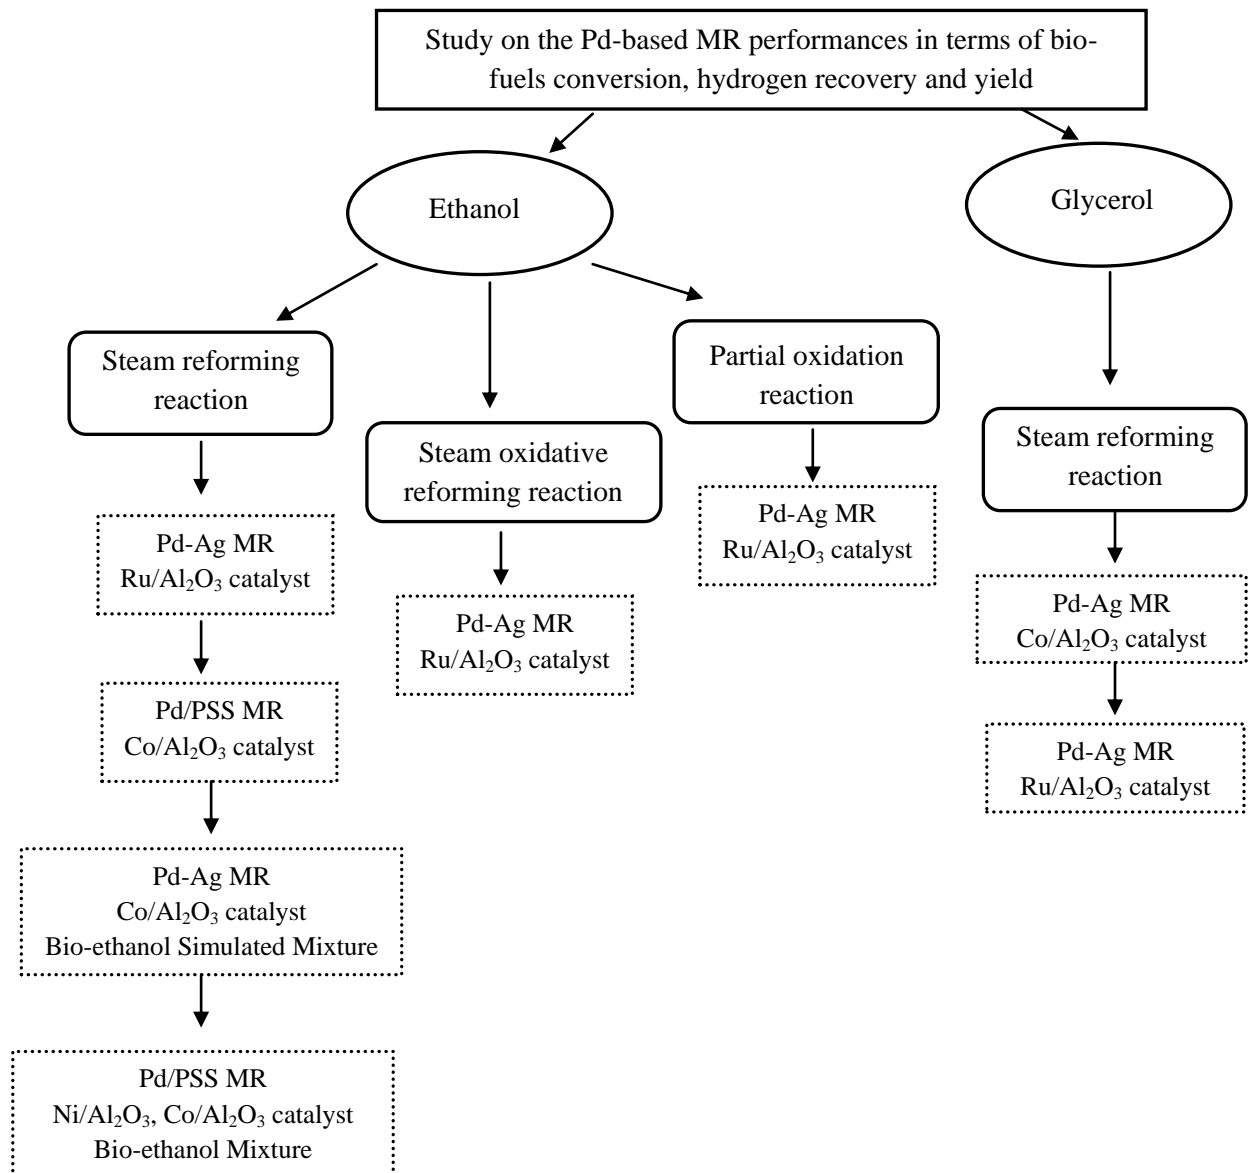 Study on the Pd-based MR performances in terms of bio-
fuels conversion, hydrogen recovery and yield
Ethanol
Glycerol
Steam reforming
reaction
Steam oxidative
reforming reaction
Partial oxidation
reaction
Steam reforming
reaction
Pd-Ag MR
Ru/Al₂O₃ catalyst
Pd/PSS MR
Co/Al₂O₃ catalyst
Pd-Ag MR
Co/Al₂O₃ catalyst
Bio-ethanol Simulated Mixture
Pd/PSS MR
Ni/Al₂O₃, Co/Al₂O₃ catalyst
Bio-ethanol Mixture
Pd-Ag MR
Ru/Al₂O₃ catalyst
Pd-Ag MR
Ru/Al₂O₃ catalyst
Pd-Ag MR
Co/Al₂O₃ catalyst
Pd-Ag MR
Ru/Al₂O₃ catalyst